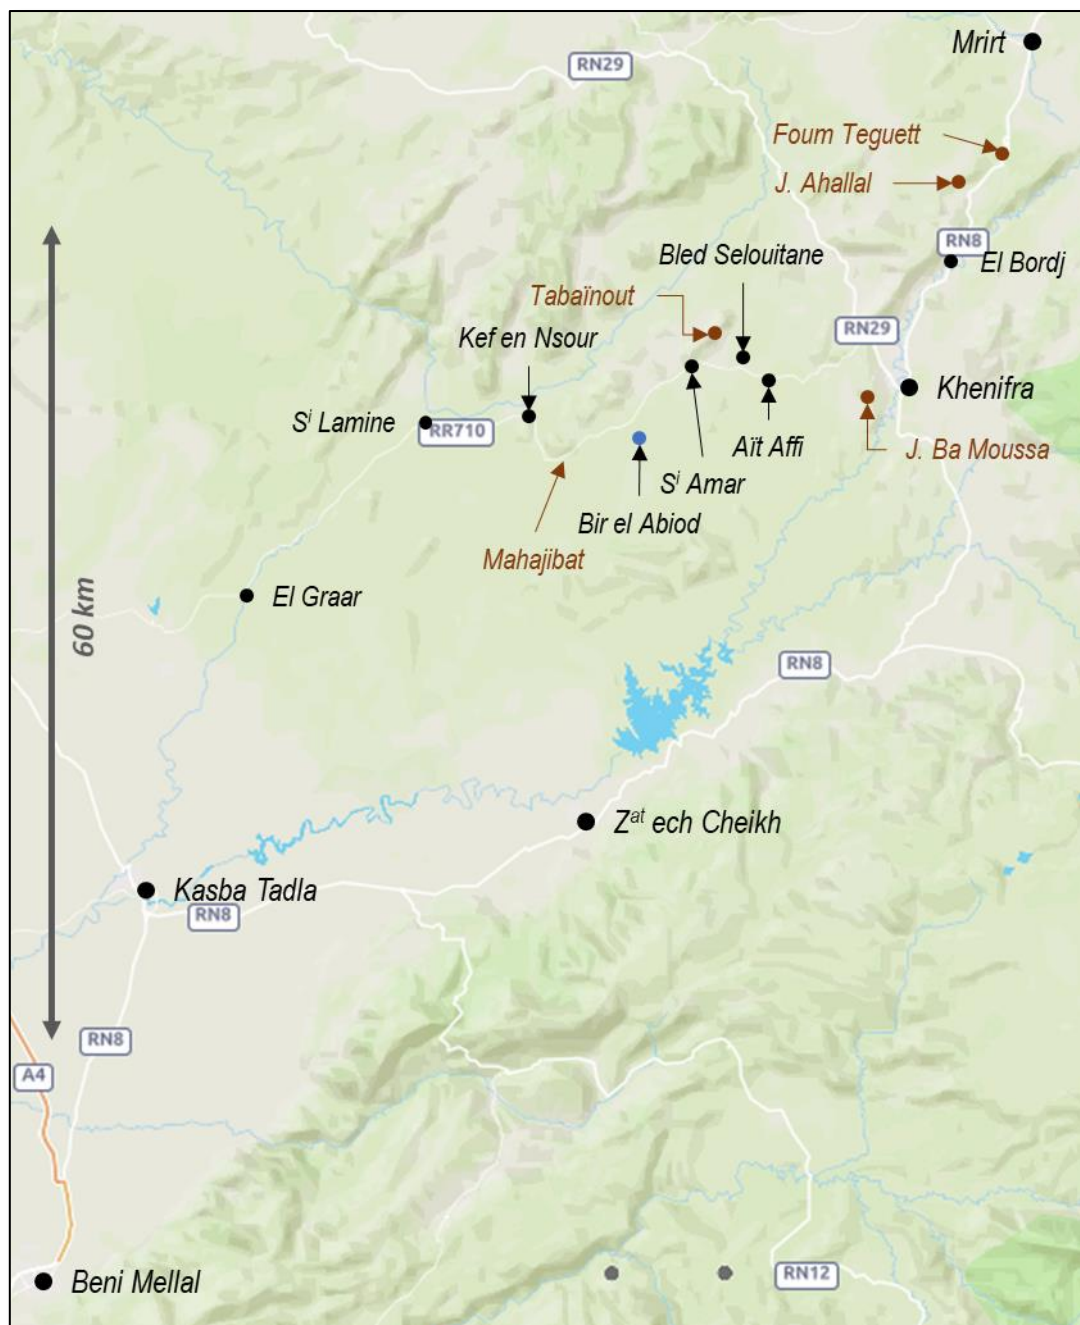 Mrirt
RN29
Foum Teguett
J. Ahallal
RN8
Bled Selouitane
El Bordj
Tabaïnout
Kef en Nsour
RN29
Khenifra
Sⁱ Lamine
RR710
Aït Affi
J. Ba Moussa
Sⁱ Amar
Bir el Abiod
Mahajibat
El Graar
60 km
RN8
Zᵃᵗ ech Cheikh
Kasba Tadla
RN8
RN8
A4
Beni Mellal
RN12